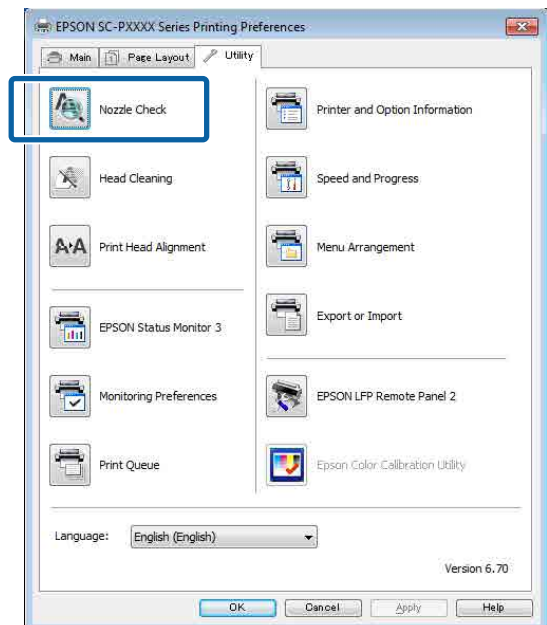 EPSON SC-PXXXX Series Printing Preferences
Main
Page Layout
Utility
Nozzle Check
Printer and Option Information
Head Cleaning
Speed and Progress
A▸A
Print Head Alignment
Menu Arrangement
EPSON Status Monitor 3
Export or Import
Monitoring Preferences
EPSON LFP Remote Panel 2
Print Queue
Epson Color Calibration Utility
Language: English (English)
Version 6.70
OK Cancel Apply Help